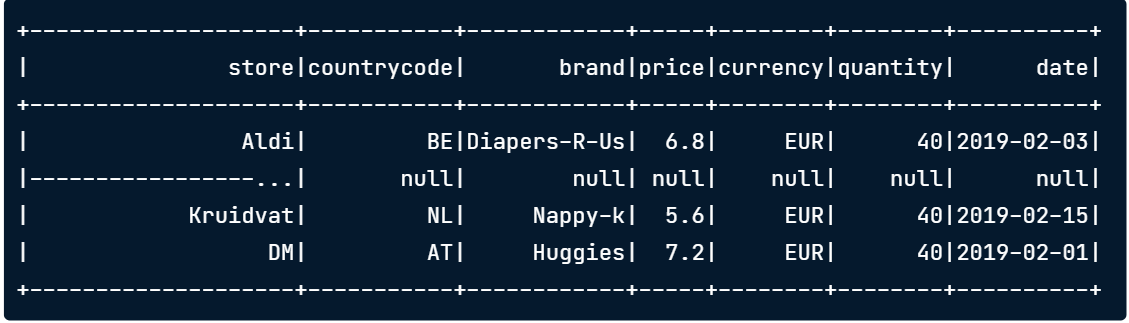 +--------------------+-----------+------------+-----+--------+--------+----------+
|               store|countrycode|       brand|price|currency|quantity|      date|
+--------------------+-----------+------------+-----+--------+--------+----------+
|                Aldi|         BE|Diapers-R-Us|  6.8|     EUR|      40|2019-02-03|
|-----------------...|       null|        null| null|    null|    null|      null|
|            Kruidvat|         NL|     Nappy-k|  5.6|     EUR|      40|2019-02-15|
|                  DM|         AT|     Huggies|  7.2|     EUR|      40|2019-02-01|
+--------------------+-----------+------------+-----+--------+--------+----------+